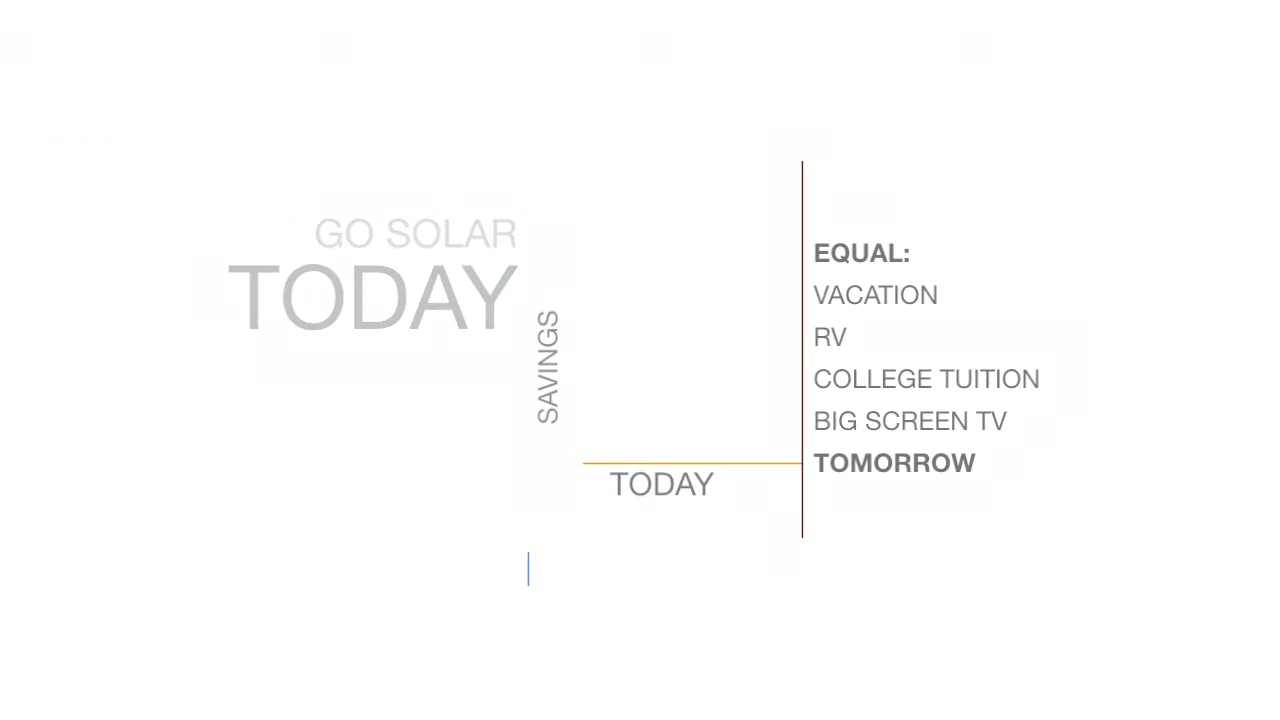 GO SOLAR
TODAY
SAVINGS
TODAY
EQUAL:
VACATION
RV
COLLEGE TUITION
BIG SCREEN TV
TOMORROW